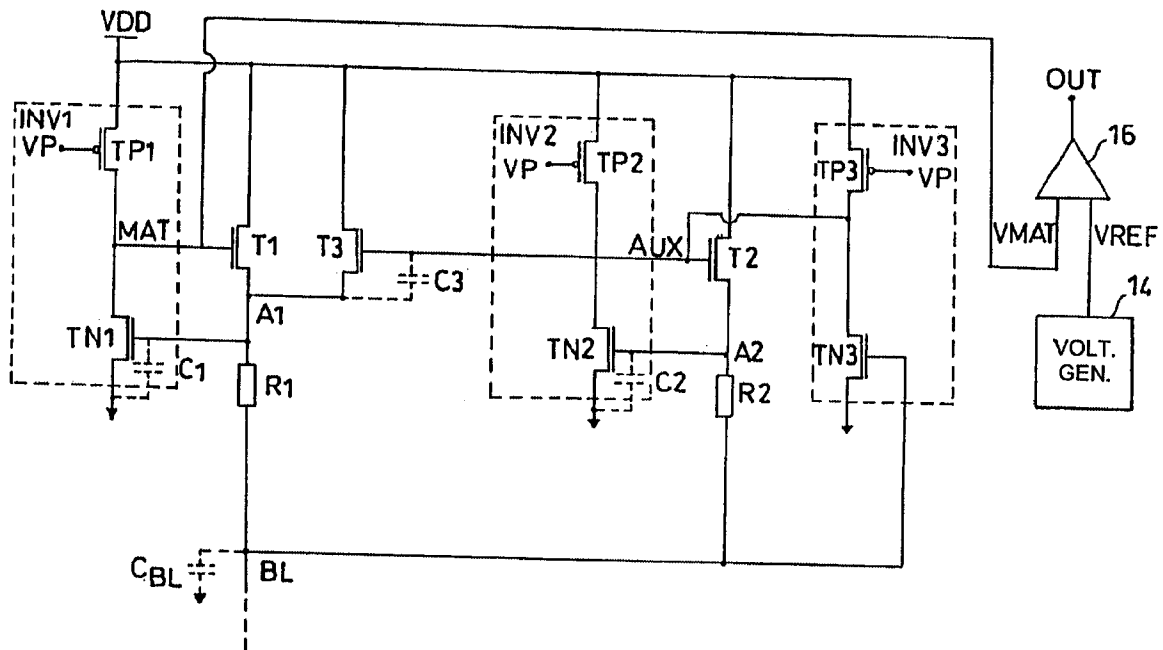 VDD
INV1
VP
TP1
MAT
T1
T3
TN1
C1
A1
C3
R1
CBL
BL
INV2
VP
TP2
AUX
T2
TN2
C2
A2
R2
INV3
TP3
VP
TN3
OUT
16
VMAT
VREF
14
VOLT.
GEN.